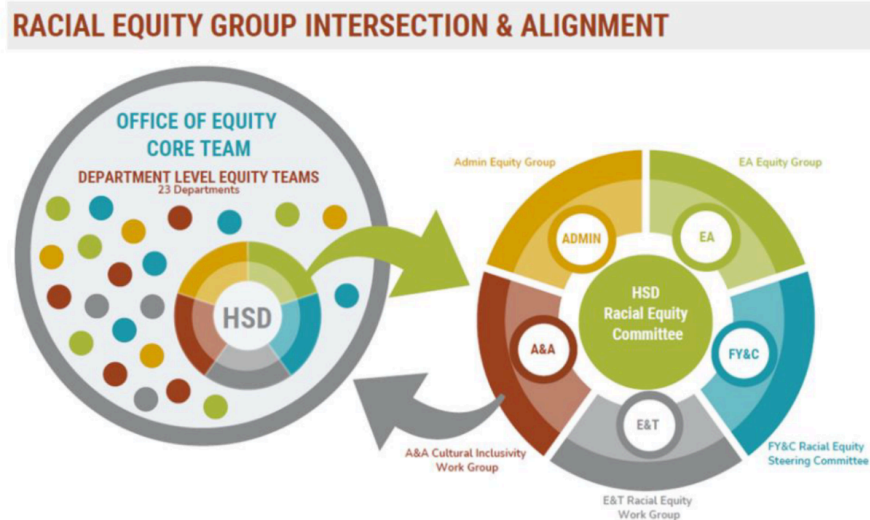 RACIAL EQUITY GROUP INTERSECTION & ALIGNMENT
OFFICE OF EQUITY
CORE TEAM
DEPARTMENT LEVEL EQUITY TEAMS
23 Departments
HSD
Admin Equity Group
EA Equity Group
ADMIN
EA
HSD
Racial Equity
Committee
A&A
FY&C
E&T
A&A Cultural Inclusivity
Work Group
FY&C Racial Equity
Steering Committee
E&T Racial Equity
Work Group